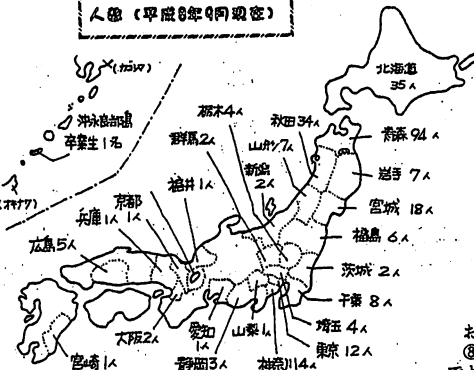 人Ꮡ（平成8年9月現在）
(カゴシマ)
沖永良部島
卒業生1名
(オキナワ)
北海道
35人
栃木4人
秋田34人
群馬2人
山形7人
青森94人
新潟
2人
岩手 7人
福井1人
宮城 18人
京都
1人
兵庫1人
福島 6人
広島5人
茨城 2人
千葉 8人
埼玉 4人
東京 12人
大阪2人
愛知
1人
山梨1人
静岡3人
神奈川14人
宮崎1人